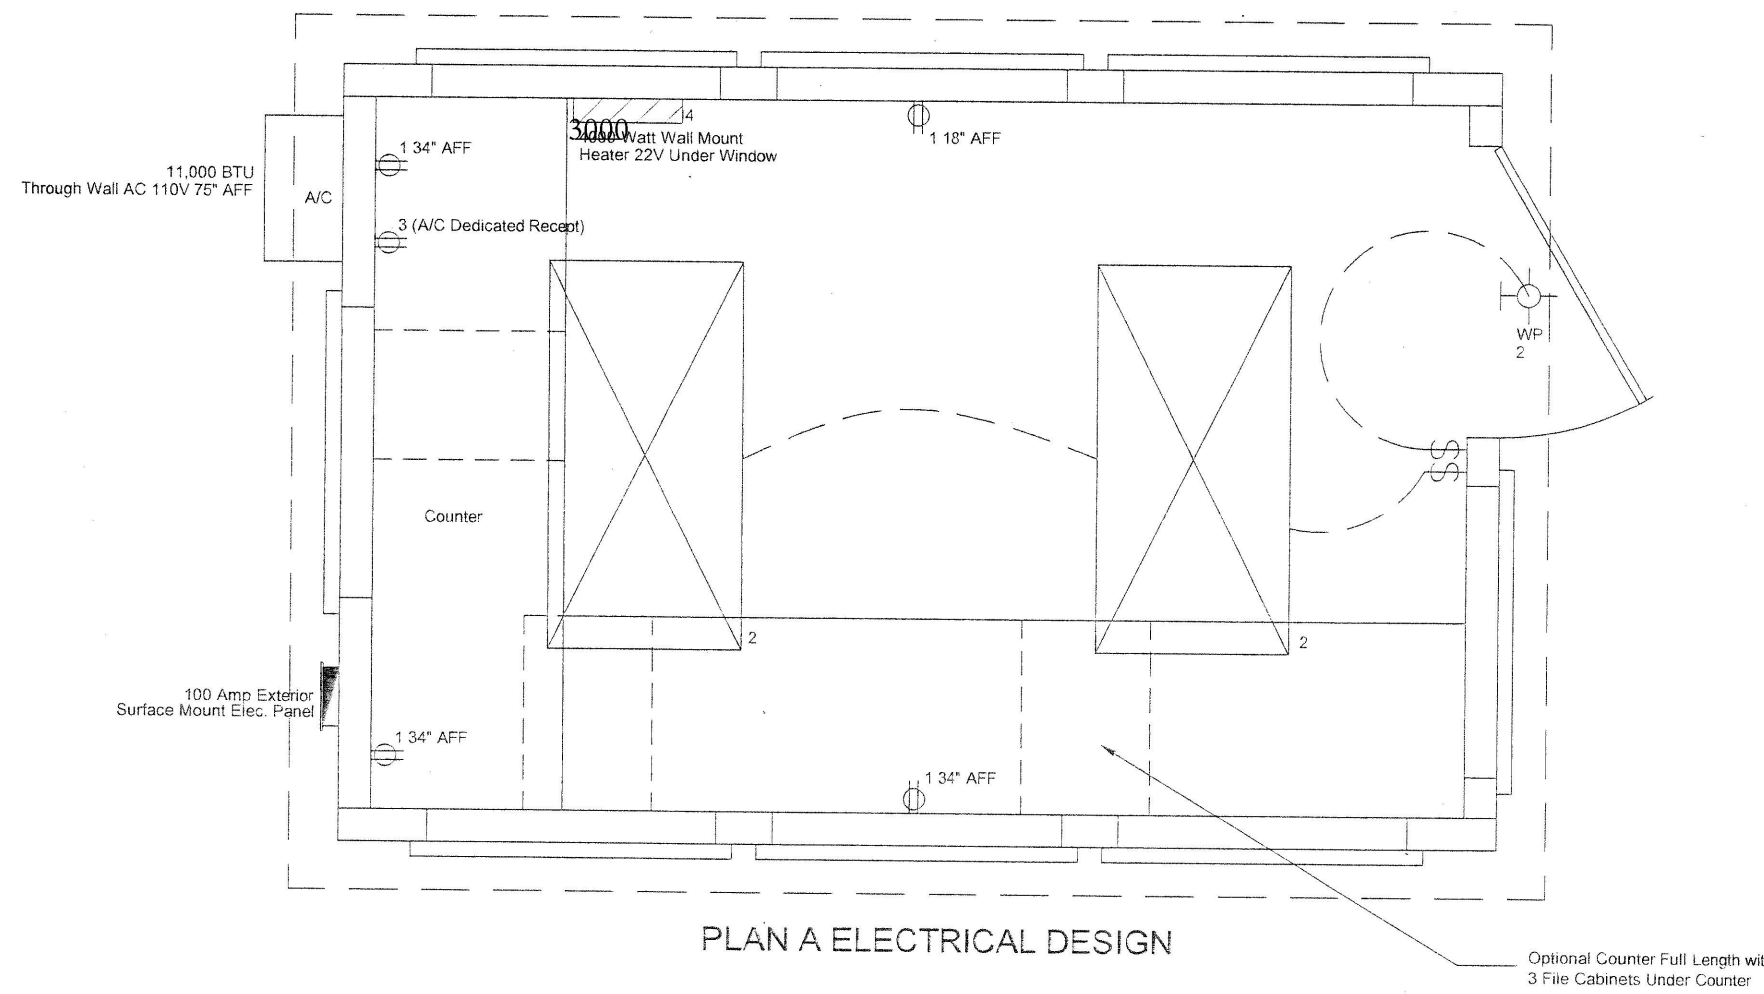 4
3000
4000 Watt Wall Mount
Heater 22V Under Window
1 18" AFF
1 34" AFF
11,000 BTU
Through Wall AC 110V 75" AFF
A/C
3 (A/C Dedicated Recept)
WP
2
SS
Counter
2
2
100 Amp Exterior
Surface Mount Elec. Panel
1 34" AFF
1 34" AFF
PLAN A ELECTRICAL DESIGN
Optional Counter Full Length wit
3 File Cabinets Under Counter